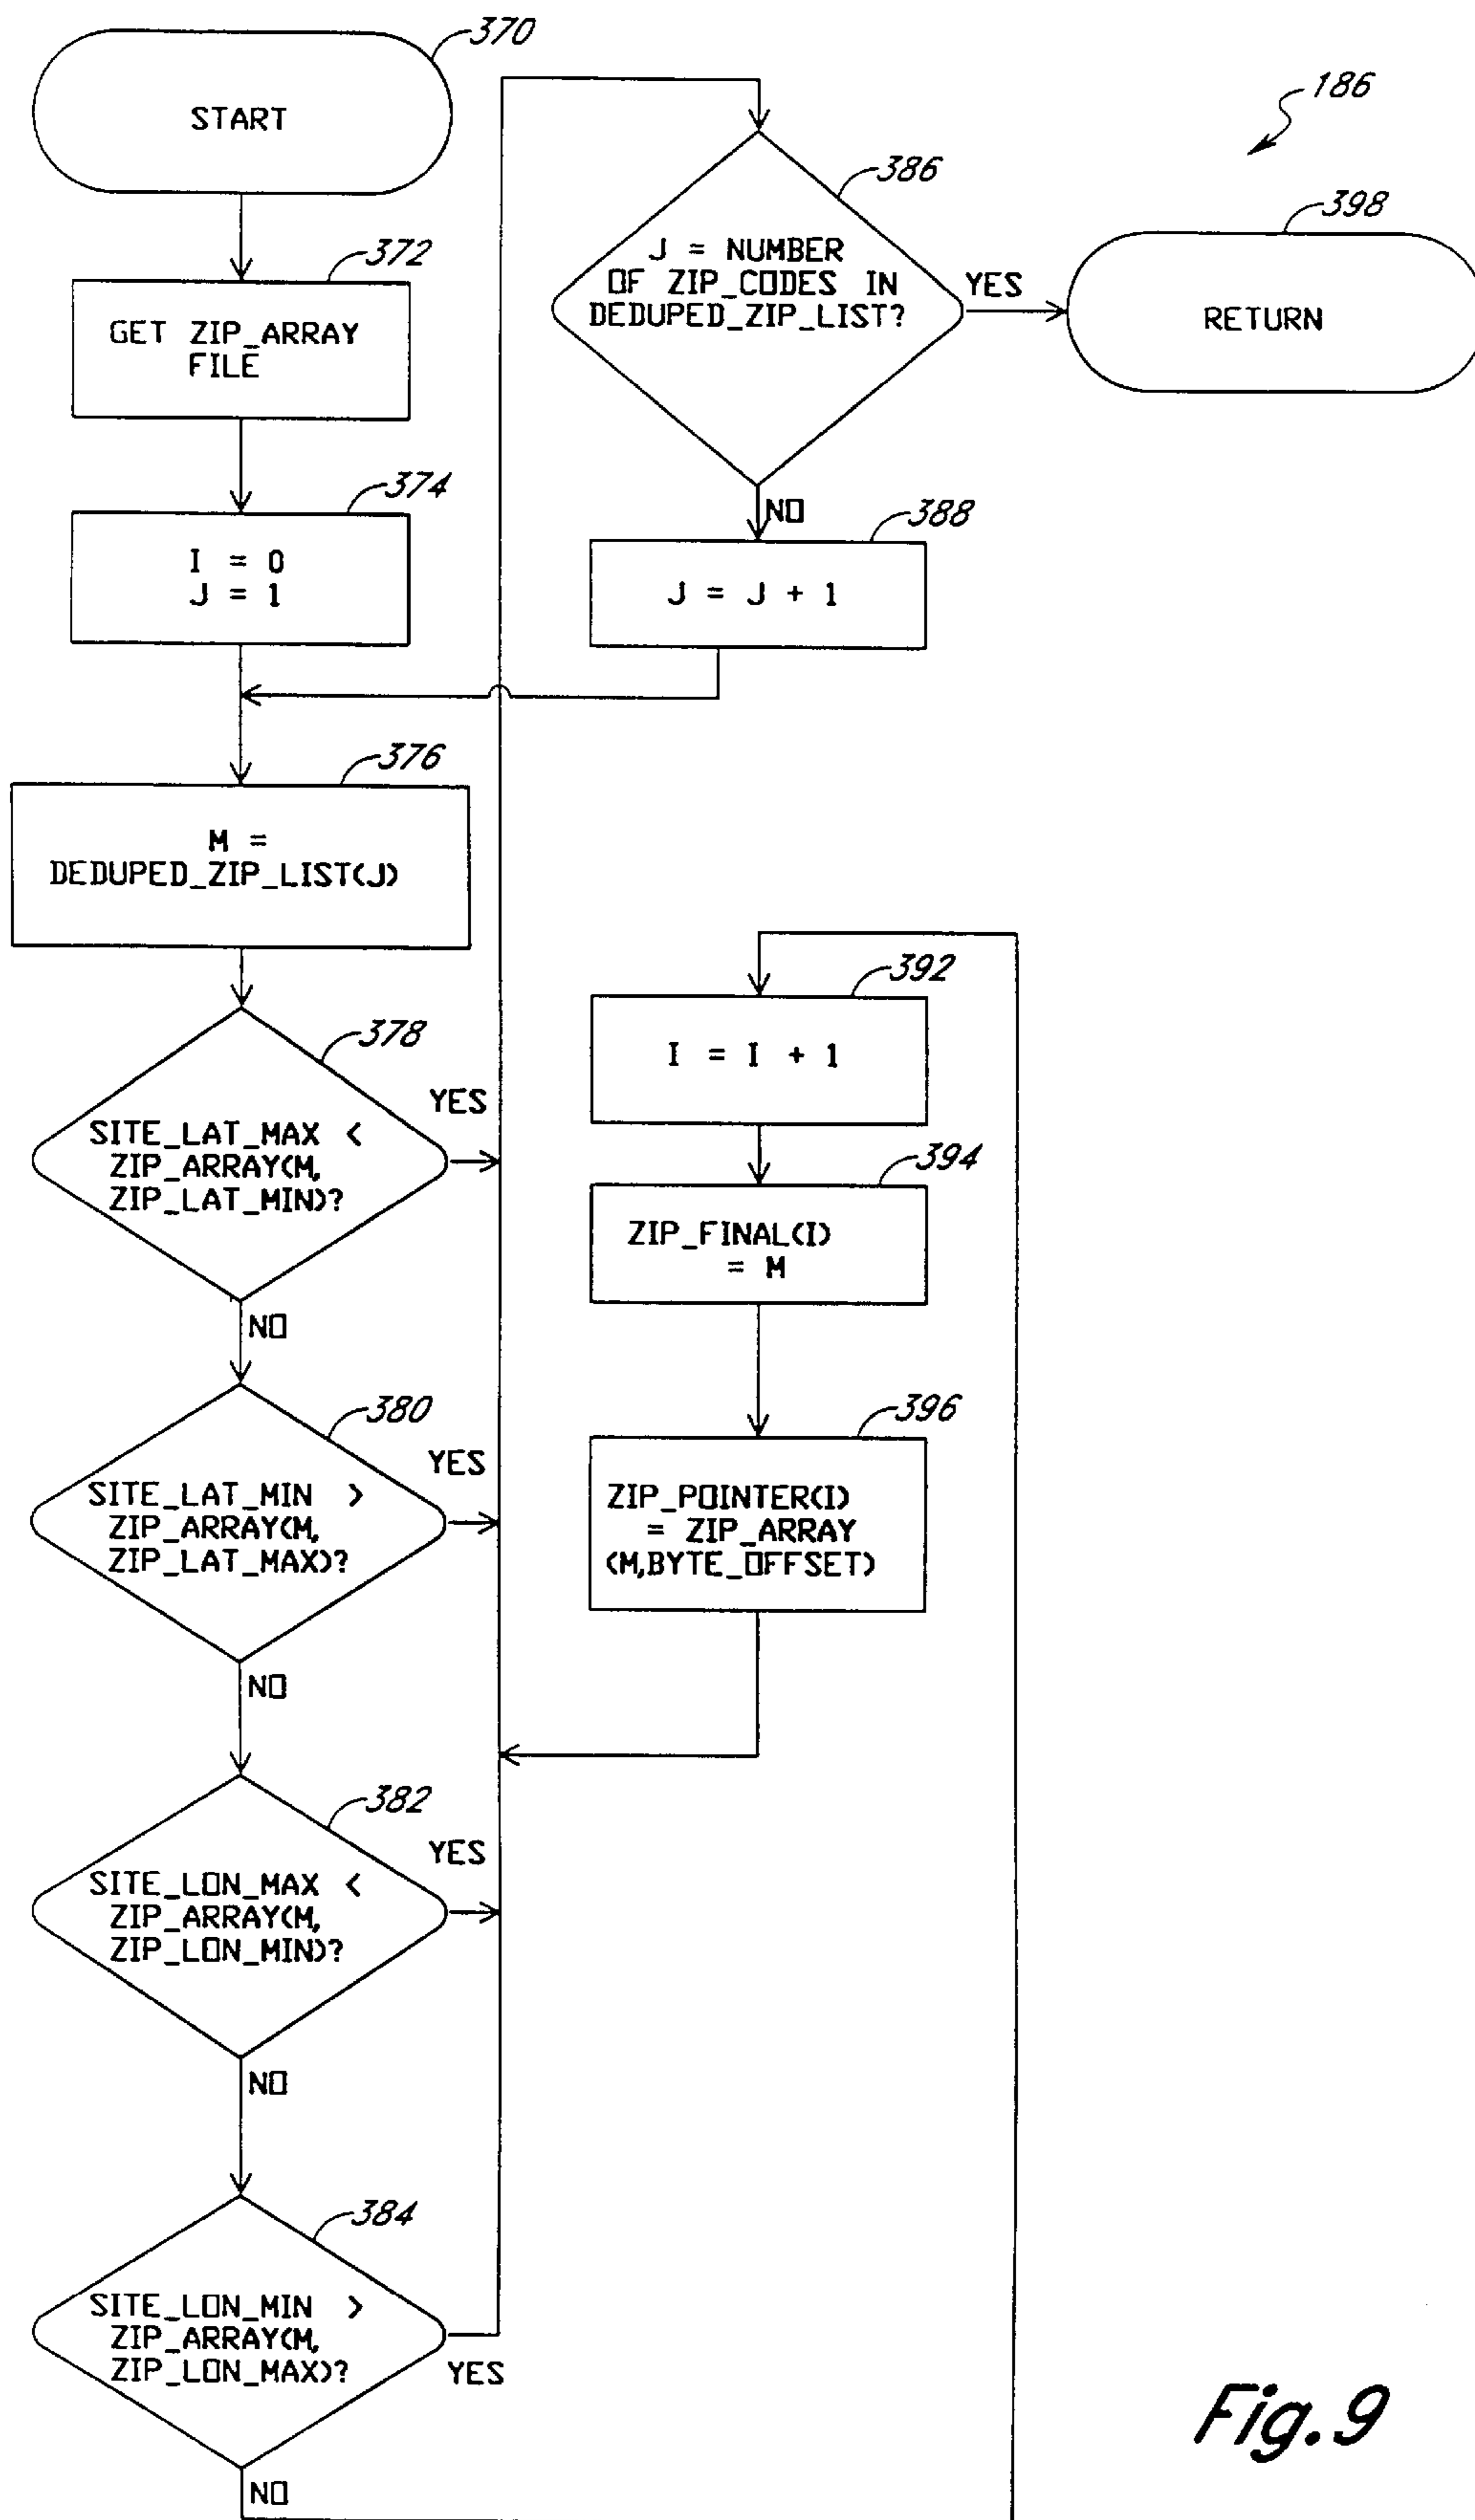 370
START
372
GET ZIP_ARRAY
FILE
374
I = 0
J = 1
376
M =
DEDUPED_ZIP_LIST(J)
378
SITE_LAT_MAX <
ZIP_ARRAY(M,
ZIP_LAT_MIN)?
YES
NO
380
SITE_LAT_MIN >
ZIP_ARRAY(M,
ZIP_LAT_MAX)?
YES
NO
382
SITE_LON_MAX <
ZIP_ARRAY(M,
ZIP_LON_MIN)?
YES
NO
384
SITE_LON_MIN >
ZIP_ARRAY(M,
ZIP_LON_MAX)?
YES
NO
386
J = NUMBER
OF ZIP_CODES IN
DEDUPED_ZIP_LIST?
YES
NO
388
J = J + 1
392
I = I + 1
394
ZIP_FINAL(I)
= M
396
ZIP_POINTER(I)
= ZIP_ARRAY
(M,BYTE_OFFSET)
186
398
RETURN
Fig. 9